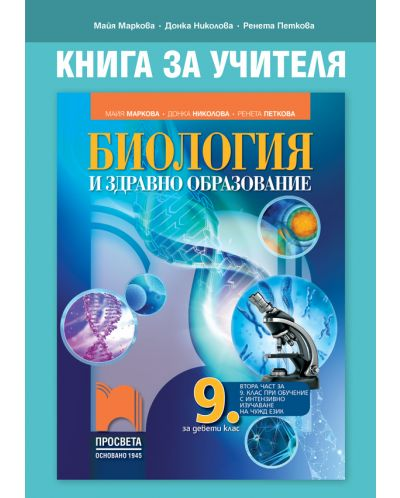 Майя Маркова · Донка Николова · Ренета Петкова
КНИГА ЗА УЧИТЕЛЯ
МАЙЯ МАРКОВА · ДОНКА НИКОЛОВА · РЕНЕТА ПЕТКОВА
БИОЛОГИЯ
И ЗДРАВНО ОБРАЗОВАНИЕ
9.
за девети клас
ВТОРА ЧАСТ ЗА
9. КЛАС ПРИ ОБУЧЕНИЕ
С ИНТЕНЗИВНО
ИЗУЧАВАНЕ
НА ЧУЖД ЕЗИК
ПРОСВЕТА
ОСНОВАНО 1945